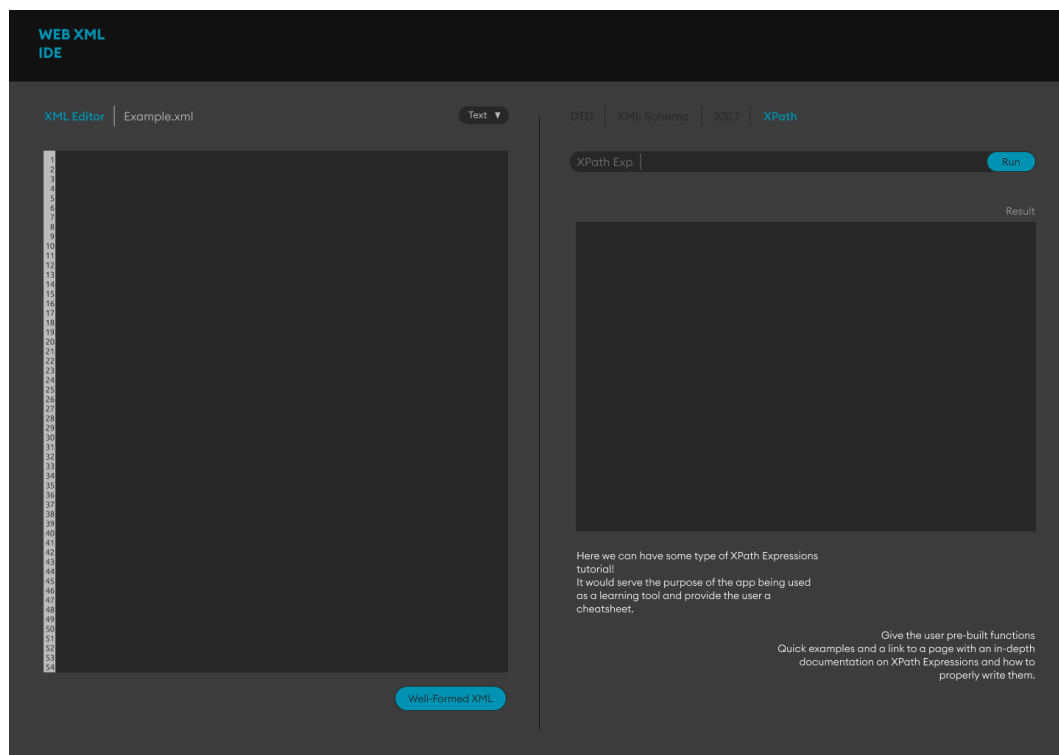 WEB XML
IDE
XML Editor
Example.xml
Text ▼
1
2
3
4
5
6
7
8
9
10
11
12
13
14
15
16
17
18
19
20
21
22
23
24
25
26
27
28
29
30
31
32
33
34
35
36
37
38
39
40
41
42
43
44
45
46
47
48
49
50
51
52
53
54
Well-Formed XML
DTD
XML Schema
XSLT
XPath
XPath Exp
Run
Result
Here we can have some type of XPath Expressions
tutorial!
It would serve the purpose of the app being used
as a learning tool and provide the user a
cheatsheet.
Give the user pre-built functions
Quick examples and a link to a page with an in-depth
documentation on XPath Expressions and how to
properly write them.